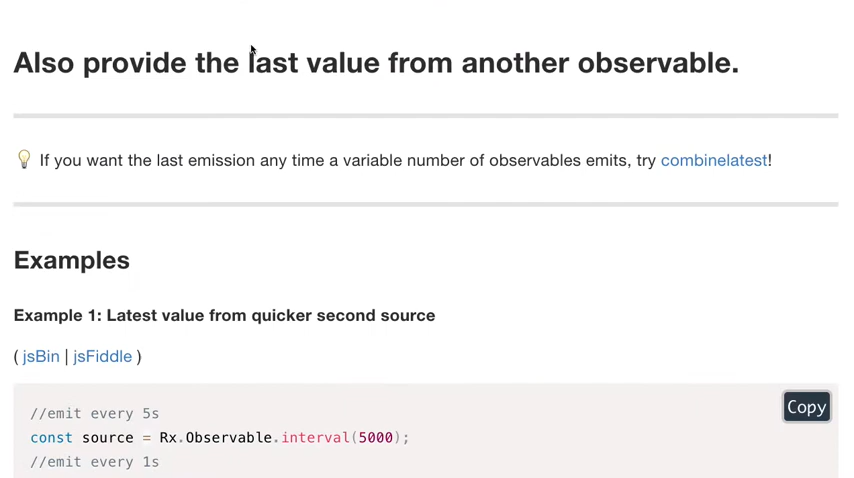 Also provide the last value from another observable.
💡 If you want the last emission any time a variable number of observables emits, try combinelatest!
Examples
Example 1: Latest value from quicker second source
( jsBin | jsFiddle )
Copy
//emit every 5s
const source = Rx.Observable.interval(5000);
//emit every 1s